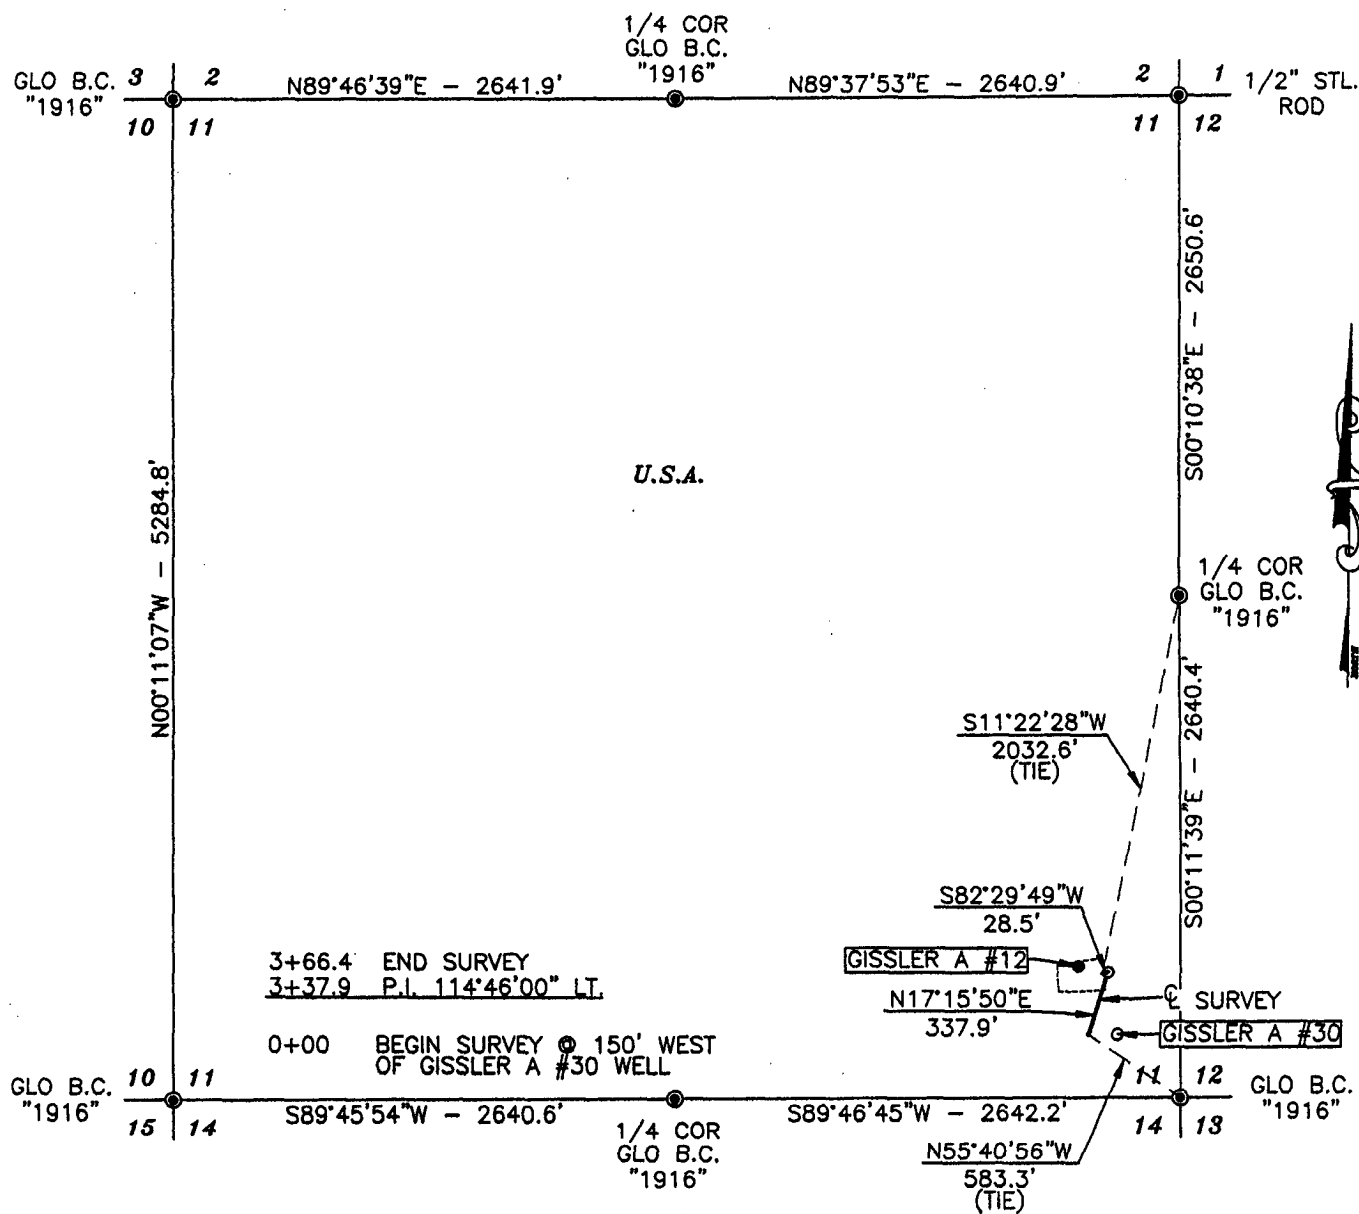 1/4 COR
GLO B.C.
"1916"
GLO B.C.
"1916"
3 2
10 11
N89°46'39"E - 2641.9'
N89°37'53"E - 2640.9'
2 1
11 12
1/2" STL.
ROD
S00°10'38"E - 2650.6'
N00°11'07"W - 5284.8'
U.S.A.
1/4 COR
GLO B.C.
"1916"
S00°11'39"E - 2640.4'
S11°22'28"W
2032.6'
(TIE)
S82°29'49"W
28.5'
GISSLER A #12
N17°15'50"E
337.9'
℄ SURVEY
GISSLER A #30
3+66.4 END SURVEY
3+37.9 P.I. 114°46'00" LT.
0+00 BEGIN SURVEY @ 150' WEST
OF GISSLER A #30 WELL
GLO B.C.
"1916"
10 11
15 14
S89°45'54"W - 2640.6'
1/4 COR
GLO B.C.
"1916"
S89°46'45"W - 2642.2'
11 12
14 13
GLO B.C.
"1916"
N55°40'56"W
583.3'
(TIE)